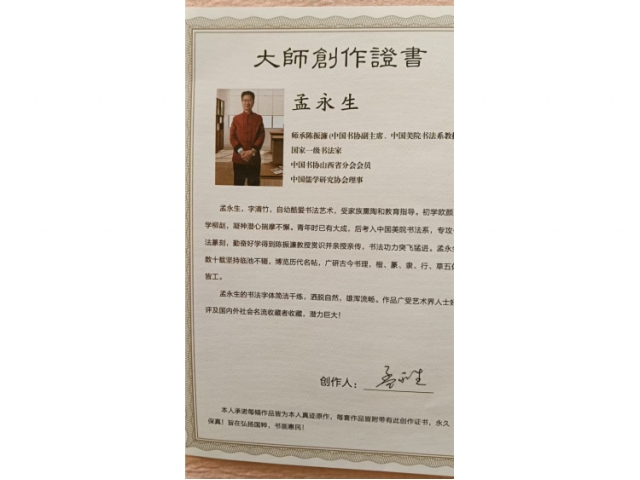 大師創作證書
孟永生
师承陈振濂(中国书协副主席、中国美院书法系教授
国家一级书法家
中国书协山西省分会会员
中国儒学研究协会理事
孟永生，字清竹，自幼酷爱书法艺术，受家族熏陶和教育指导。初学欧颜
学柳赵，凝神潜心揣摩不懈。青年时已有大成，后考入中国美院书法系，专攻
法篆刻，勤奋好学得到陈振濂教授赏识并亲授亲传，书法功力突飞猛进。孟永
数十载坚持临池不辍，博览历代名帖，广研古今书理，楷、篆、隶、行、草五
皆工。
孟永生的书法字体简洁干炼，洒脱自然，雄浑流畅。作品广受艺术界人士
评及国内外社会名流收藏者收藏，潜力巨大！
创作人：孟永生
本人承诺每幅作品皆为本人真迹原作，每套作品皆附带有此创作证书，永久
保真！旨在弘扬国粹，书画惠民！